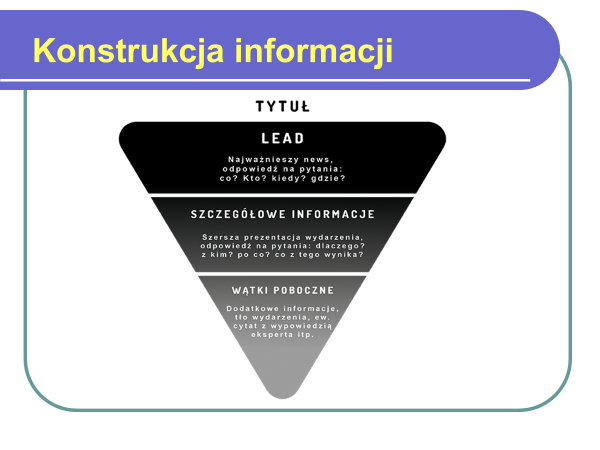 Konstrukcja informacji
TYTUŁ
LEAD
Najważnieszy news,
odpowiedź na pytania:
co? Kto? kiedy? gdzie?
SZCZEGÓŁOWE INFORMACJE
Szersza prezentacja wydarzenia,
odpowiedź na pytania: dlaczego?
z kim? po co? co z tego wynika?
WĄTKI POBOCZNE
Dodatkowe informacje,
tło wydarzenia, ew.
cytat z wypowiedzią
eksperta itp.